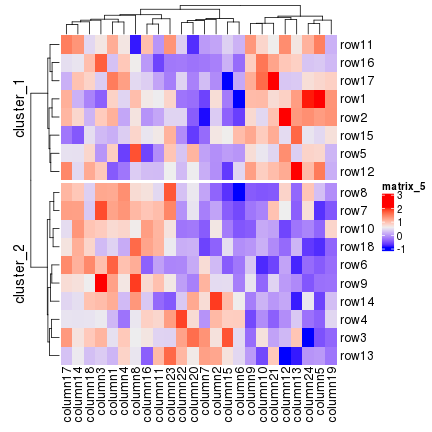 cluster_1
cluster_2
row11
row16
row17
row1
row2
row15
row5
row12
row8
row7
row10
row18
row6
row9
row14
row4
row3
row13
matrix_5
3
2
1
0
-1
column17
column14
column18
column3
column1
column4
column8
column16
column11
column23
column22
column20
column7
column2
column15
column6
column9
column10
column21
column12
column13
column24
column5
column19